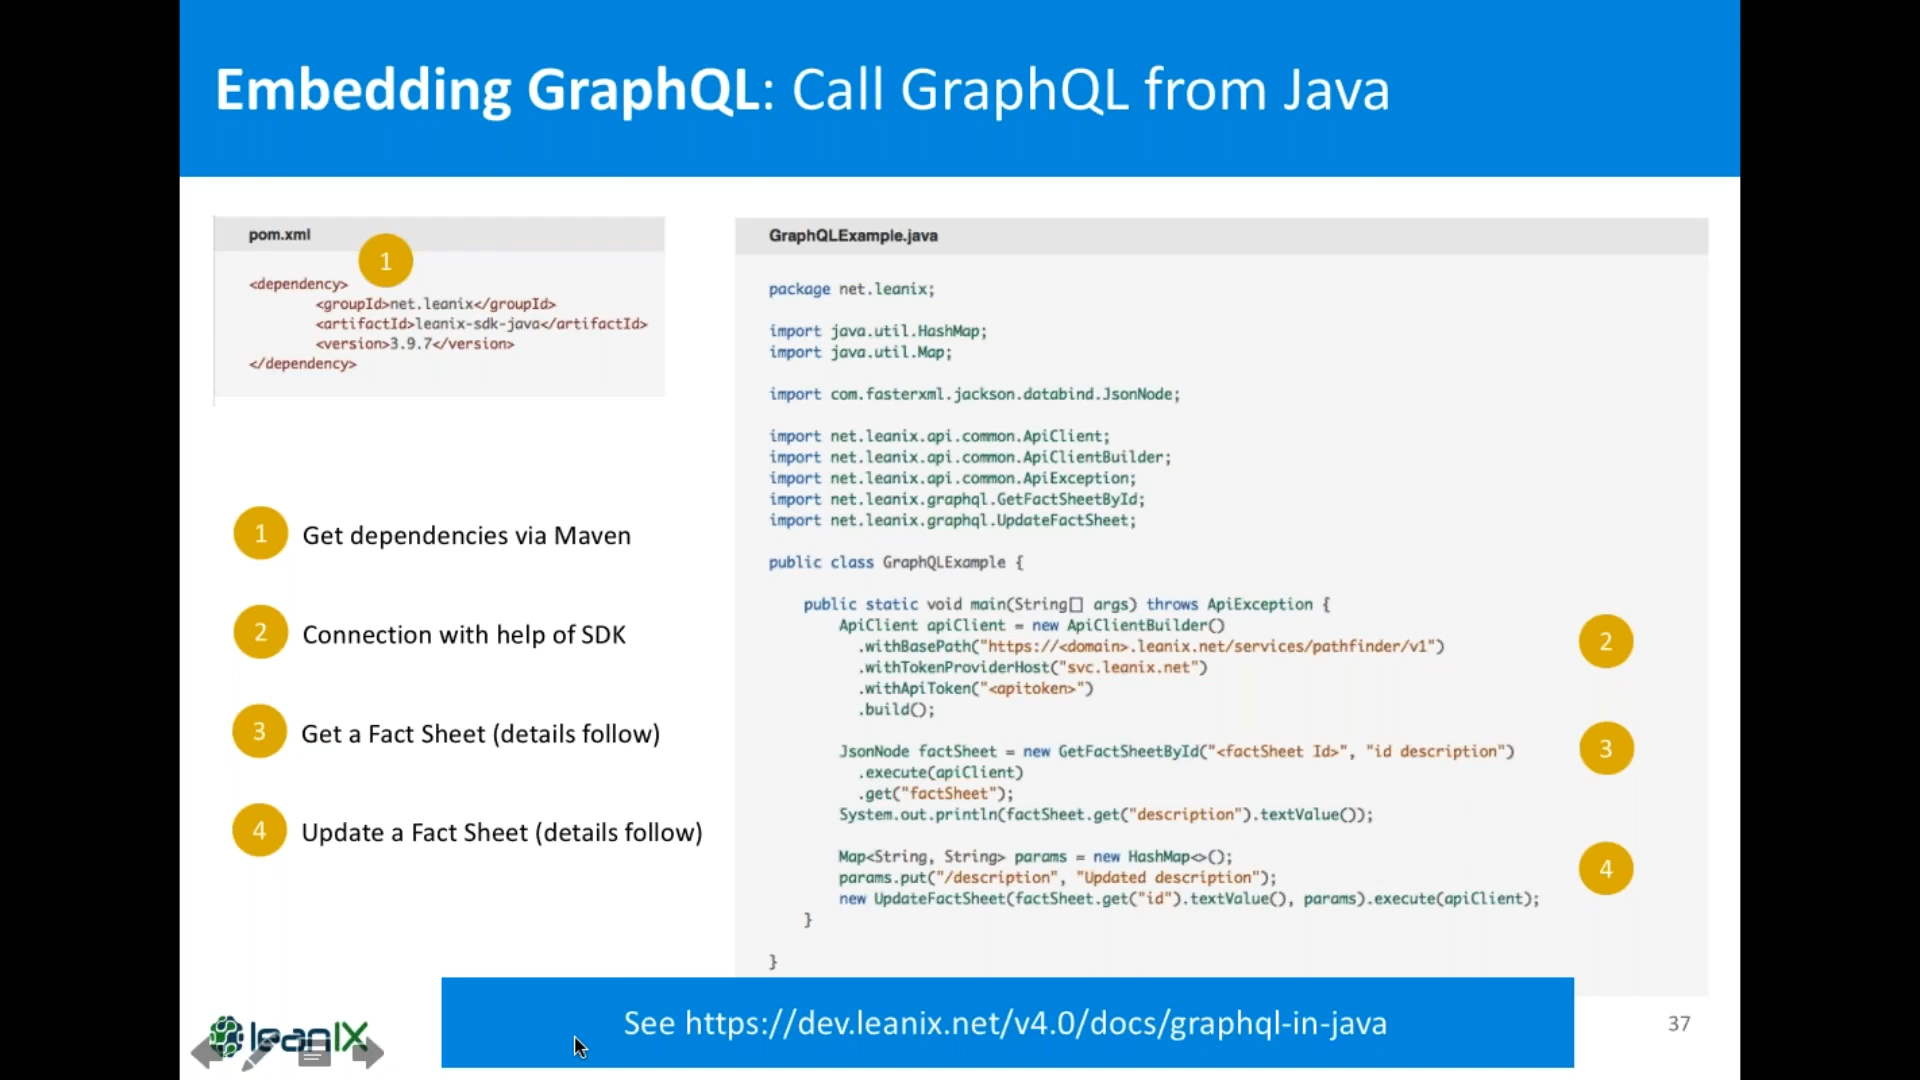 Embedding GraphQL: Call GraphQL from Java
pom.xml
1
<dependency>
<groupId>net.leanix</groupId>
<artifactId>leanix-sdk-java</artifactId>
<version>3.9.7</version>
</dependency>
1 Get dependencies via Maven
2 Connection with help of SDK
3 Get a Fact Sheet (details follow)
4 Update a Fact Sheet (details follow)
GraphQLExample.java
package net.leanix;
import java.util.HashMap;
import java.util.Map;
import com.fasterxml.jackson.databind.JsonNode;
import net.leanix.api.common.ApiClient;
import net.leanix.api.common.ApiClientBuilder;
import net.leanix.api.common.ApiException;
import net.leanix.graphql.GetFactSheetById;
import net.leanix.graphql.UpdateFactSheet;
public class GraphQLExample {
public static void main(String[] args) throws ApiException {
ApiClient apiClient = new ApiClientBuilder()
.withBasePath("https://<domain>.leanix.net/services/pathfinder/v1")
.withTokenProviderHost("svc.leanix.net")
.withApiToken("<apitoken>")
.build();
2
JsonNode factSheet = new GetFactSheetById("<factSheet Id>", "id description")
.execute(apiClient)
.get("factSheet");
System.out.println(factSheet.get("description").textValue());
3
Map<String, String> params = new HashMap<>();
params.put("/description", "Updated description");
new UpdateFactSheet(factSheet.get("id").textValue(), params).execute(apiClient);
4
}
}
leanIX
See https://dev.leanix.net/v4.0/docs/graphql-in-java
37